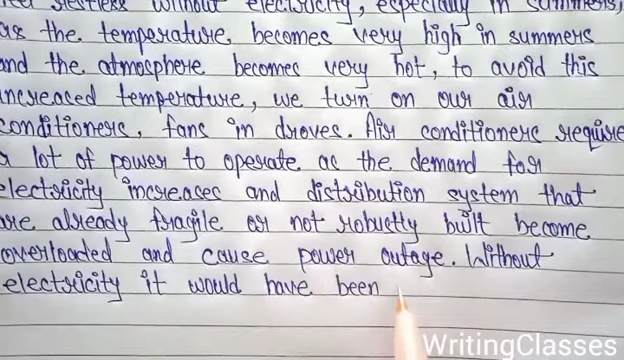 restless without electricity, especially in summers,
as the temperature becomes very high in summers
and the atmosphere becomes very hot, to avoid this
increased temperature, we turn on our air
conditioners, fans in droves. Air conditioners require
a lot of power to operate as the demand for
electricity increases and distribution system that
are already fragile or not robustly built become
overloaded and cause power outage. Without
electricity it would have been
WritingClasses